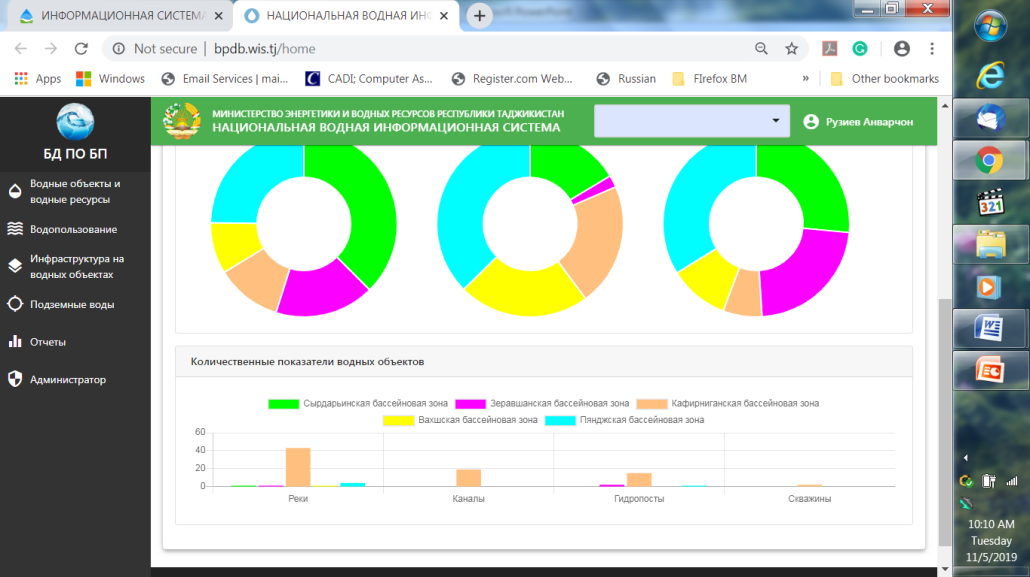 ИНФОРМАЦИОННАЯ СИСТЕМА
НАЦИОНАЛЬНАЯ ВОДНАЯ ИН
Not secure | bpdb.wis.tj/home
Apps Windows Email Services | mai... CADI; Computer As... Register.com Web... Russian FIrefox BM » Other bookmarks
БД ПО БП
МИНИСТЕРСТВО ЭНЕРГЕТИКИ И ВОДНЫХ РЕСУРСОВ РЕСПУБЛИКИ ТАДЖИКИСТАН
НАЦИОНАЛЬНАЯ ВОДНАЯ ИНФОРМАЦИОННАЯ СИСТЕМА
Рузиев Анварчон
Водные объекты и
водные ресурсы
Водопользование
Инфраструктура на
водных объектах
Подземные воды
Отчеты
Администратор
Количественные показатели водных объектов
Сырдарьинская бассейновая зона Зеравшанская бассейновая зона Кафирниганская бассейновая зона
Вахшская бассейновая зона Пянджская бассейновая зона
60
40
20
0
Реки Каналы Гидропосты Скважины
321
10:10 AM
Tuesday
11/5/2019